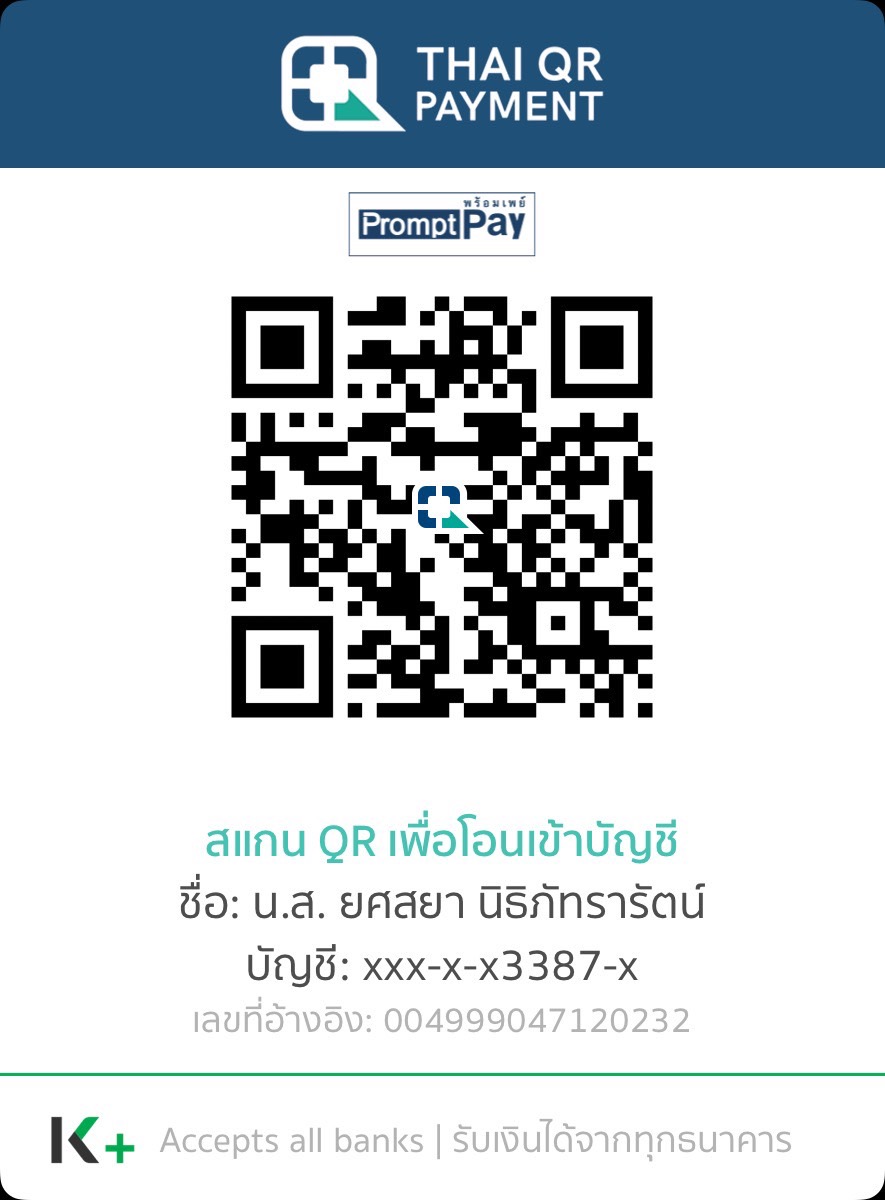 THAI QR
PAYMENT
พร้อมเพย์
PromptPay
สแกน QR เพื่อโอนเข้าบัญชี
ชื่อ: น.ส. ยศสยา นิธิภัทรารัตน์
บัญชี: xxx-x-x3387-x
เลขที่อ้างอิง: 004999047120232
K+ Accepts all banks | รับเงินได้จากทุกธนาคาร